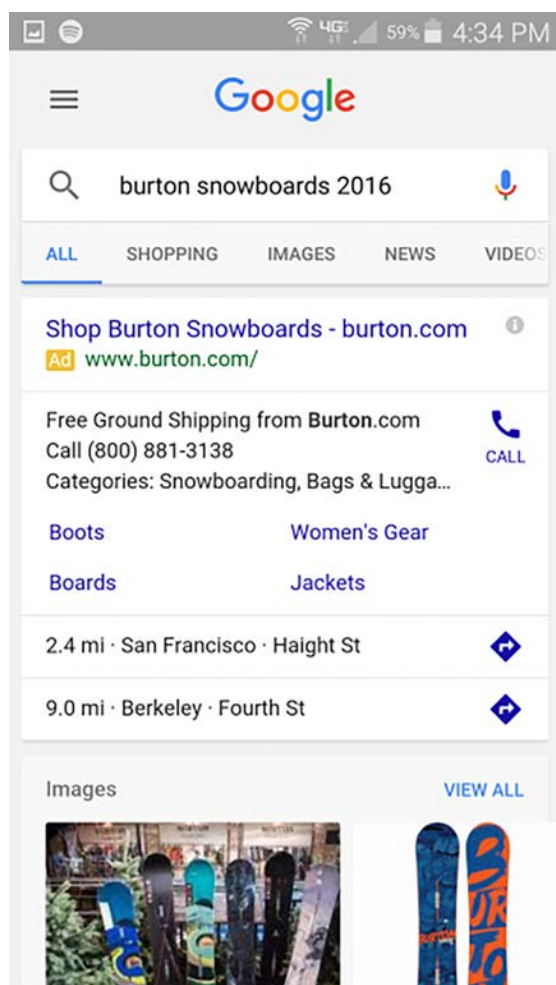 4G 59% 4:34 PM
Google
burton snowboards 2016
ALL SHOPPING IMAGES NEWS VIDEOS
Shop Burton Snowboards - burton.com
Ad www.burton.com/
Free Ground Shipping from Burton.com
Call (800) 881-3138
CALL
Categories: Snowboarding, Bags & Lugga...
Boots Women's Gear
Boards Jackets
2.4 mi · San Francisco · Haight St
9.0 mi · Berkeley · Fourth St
Images VIEW ALL
BURTON